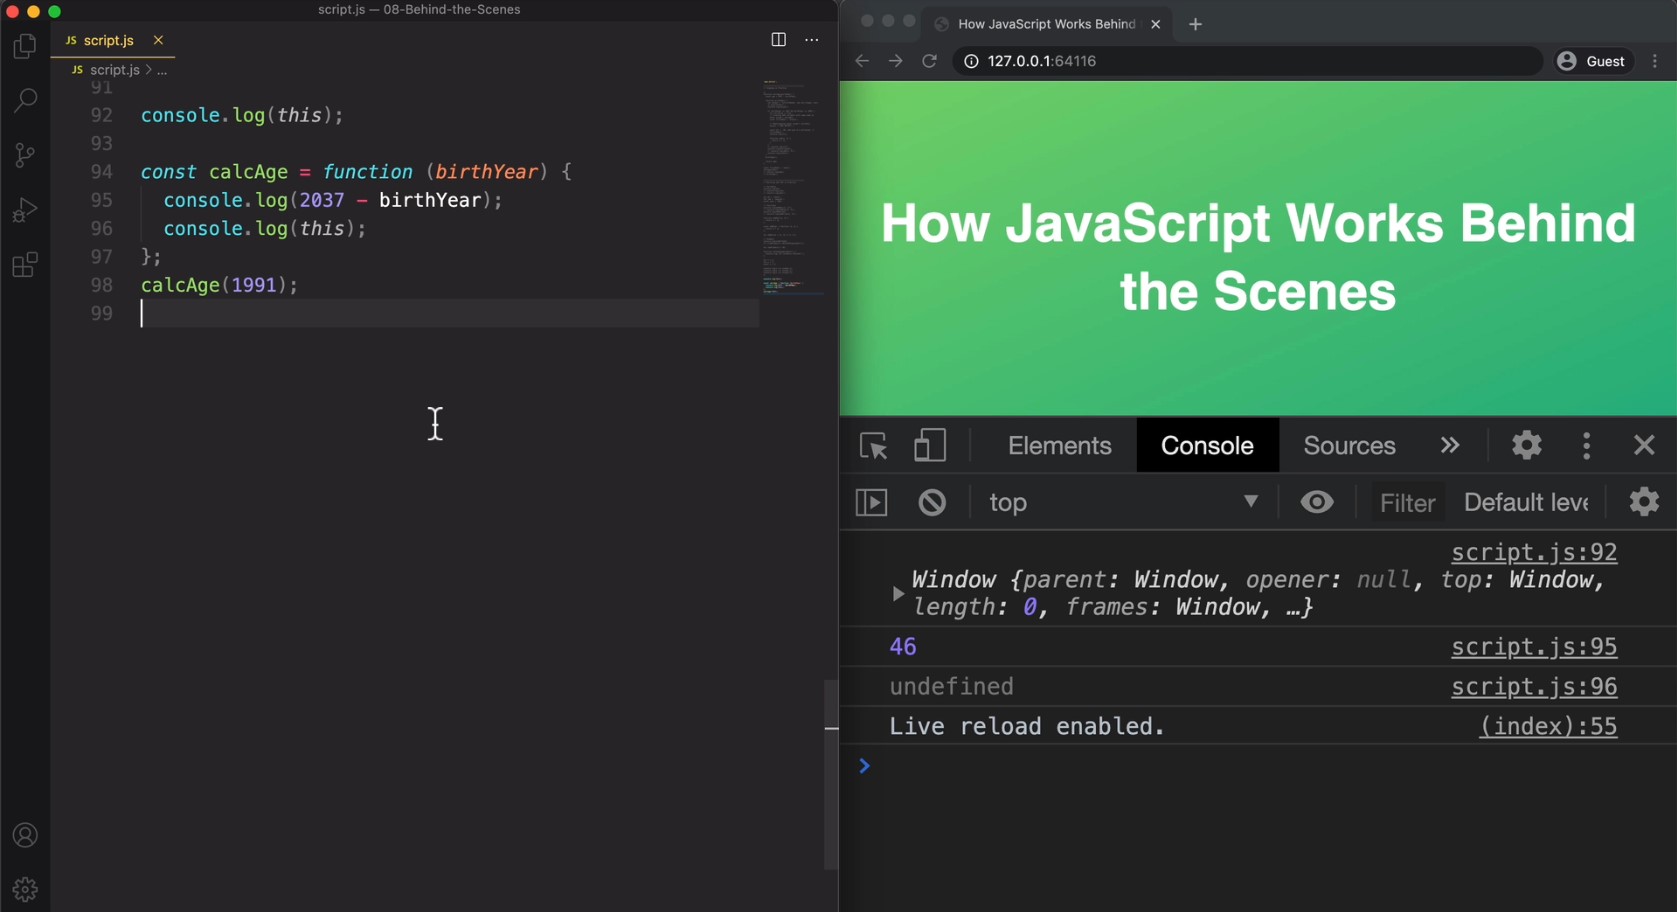 script.js — 08-Behind-the-Scenes
JS script.js
JS script.js > ...
91
92 console.log(this);
93
94 const calcAge = function (birthYear) {
95 console.log(2037 - birthYear);
96 console.log(this);
97 };
98 calcAge(1991);
99
How JavaScript Works Behind
127.0.0.1:64116
Guest
How JavaScript Works Behind
the Scenes
Elements Console Sources »
top Filter Default leve
script.js:92
Window {parent: Window, opener: null, top: Window,
length: 0, frames: Window, …}
46 script.js:95
undefined script.js:96
Live reload enabled. (index):55
>